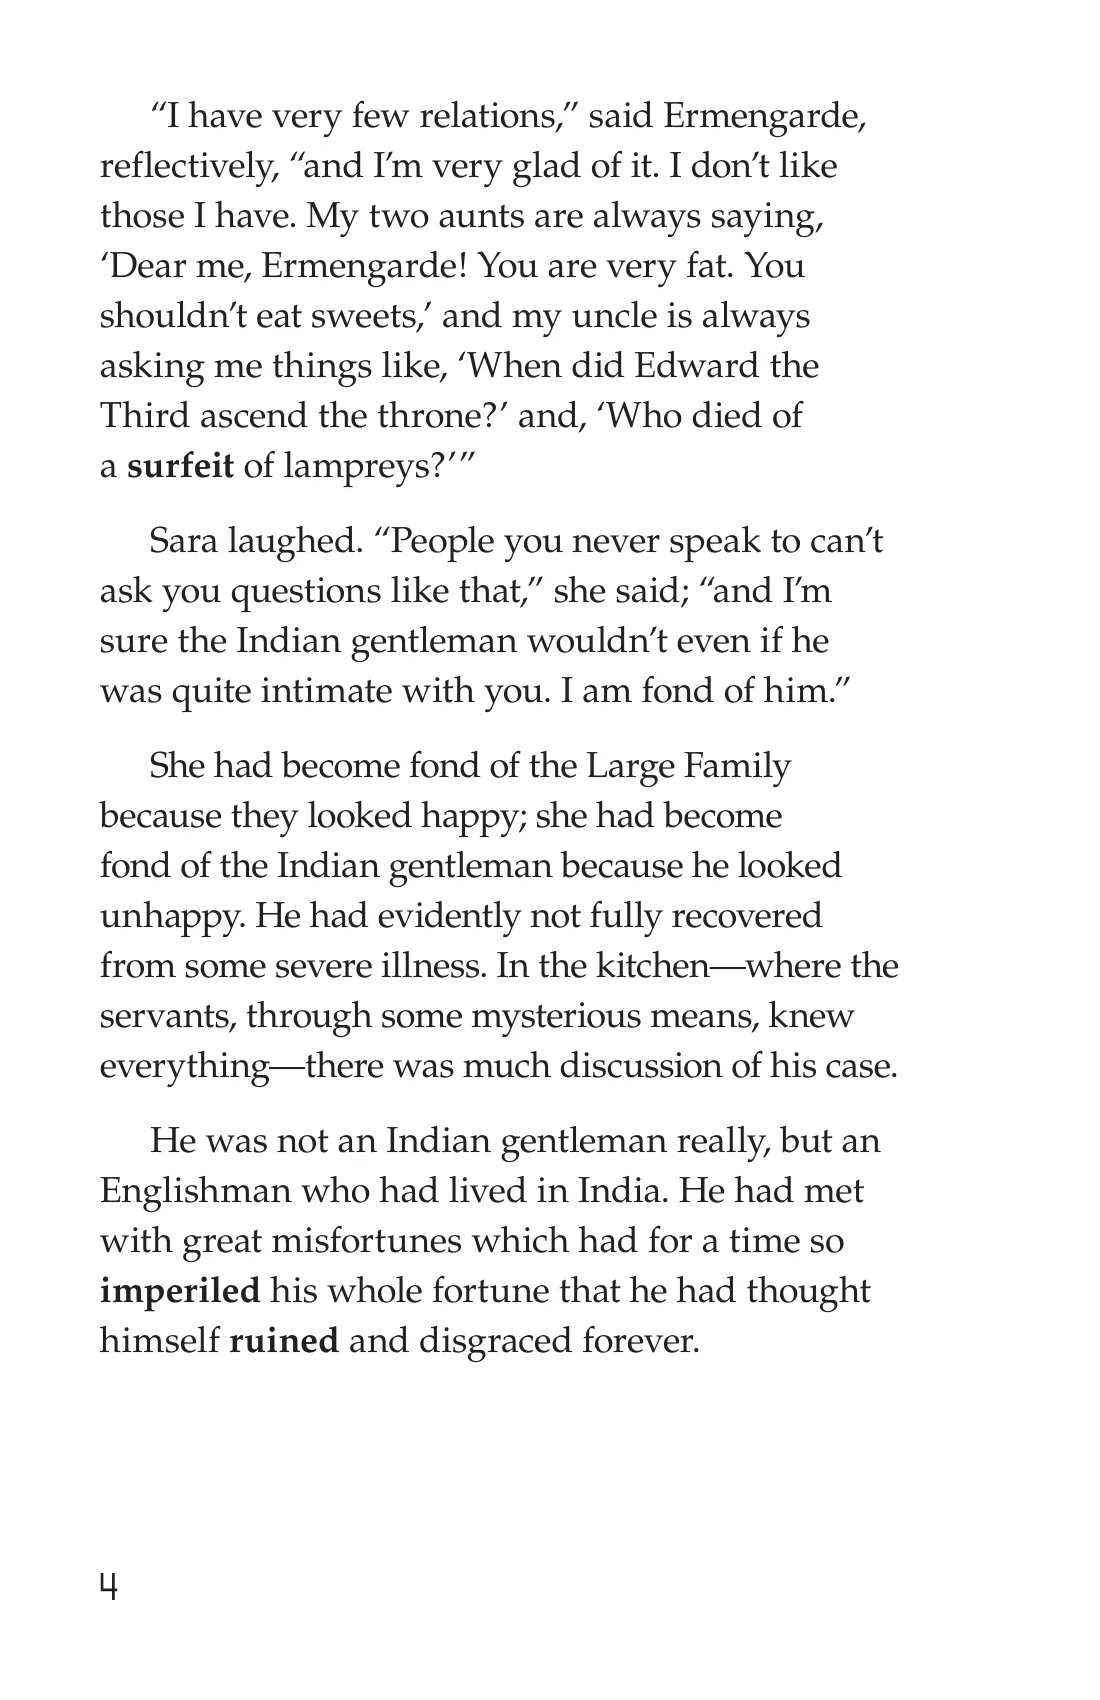 “I have very few relations,” said Ermengarde,
reflectively, “and I’m very glad of it. I don’t like
those I have. My two aunts are always saying,
‘Dear me, Ermengarde! You are very fat. You
shouldn’t eat sweets,’ and my uncle is always
asking me things like, ‘When did Edward the
Third ascend the throne?’ and, ‘Who died of
a surfeit of lampreys?’”
Sara laughed. “People you never speak to can’t
ask you questions like that,” she said; “and I’m
sure the Indian gentleman wouldn’t even if he
was quite intimate with you. I am fond of him.”
She had become fond of the Large Family
because they looked happy; she had become
fond of the Indian gentleman because he looked
unhappy. He had evidently not fully recovered
from some severe illness. In the kitchen—where the
servants, through some mysterious means, knew
everything—there was much discussion of his case.
He was not an Indian gentleman really, but an
Englishman who had lived in India. He had met
with great misfortunes which had for a time so
imperiled his whole fortune that he had thought
himself ruined and disgraced forever.
4